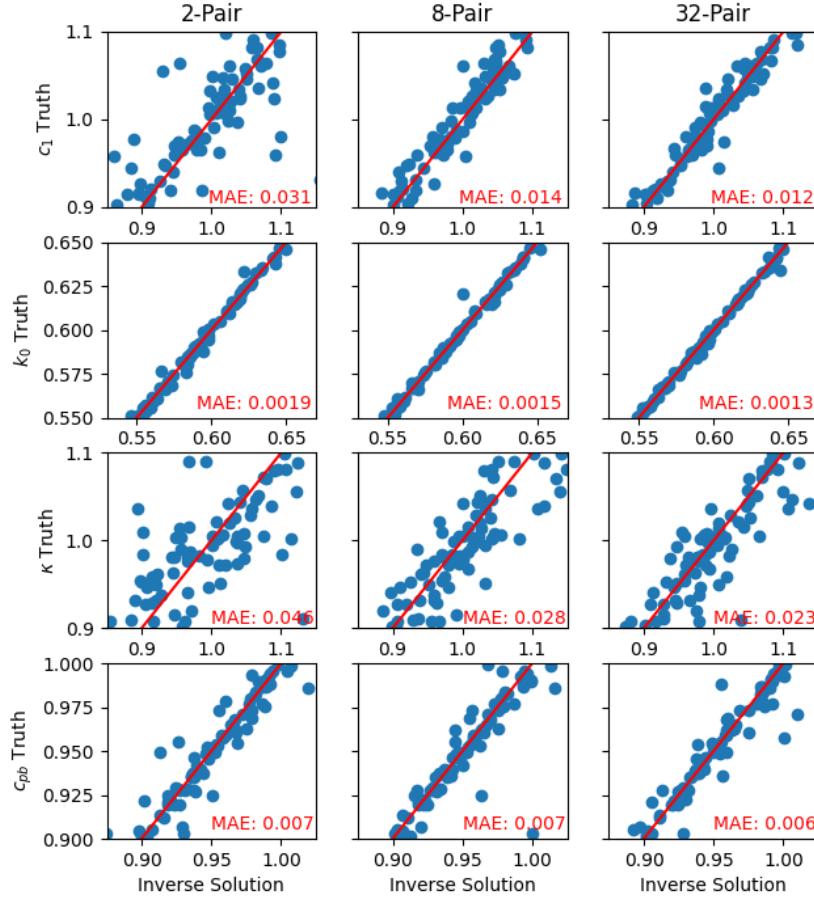 2-Pair 8-Pair 32-Pair
c1 Truth
1.1
1.0
0.9
MAE: 0.031
MAE: 0.014
MAE: 0.012
0.9 1.0 1.1 0.9 1.0 1.1 0.9 1.0 1.1
k0 Truth
0.650
0.625
0.600
0.575
0.550
MAE: 0.0019
MAE: 0.0015
MAE: 0.0013
0.55 0.60 0.65 0.55 0.60 0.65 0.55 0.60 0.65
κ Truth
1.1
1.0
0.9
MAE: 0.046
MAE: 0.028
MAE: 0.023
0.9 1.0 1.1 0.9 1.0 1.1 0.9 1.0 1.1
cpb Truth
1.000
0.975
0.950
0.925
0.900
MAE: 0.007
MAE: 0.007
MAE: 0.006
0.90 0.95 1.00 0.90 0.95 1.00 0.90 0.95 1.00
Inverse Solution Inverse Solution Inverse Solution